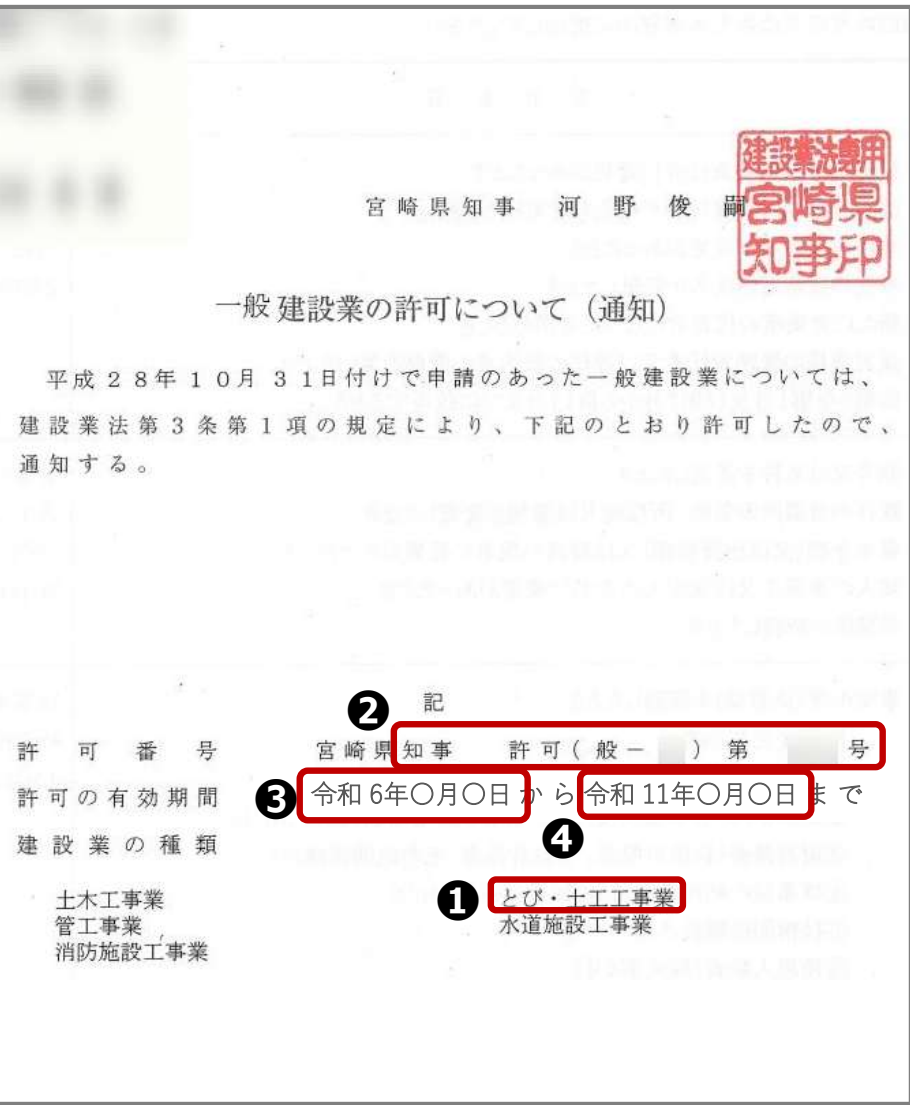 建設業法専用
宮崎県
知事印
宮崎県知事 河野俊嗣
一般建設業の許可について（通知）
平成２８年１０月３１日付けで申請のあった一般建設業については、
建設業法第３条第１項の規定により、下記のとおり許可したので、
通知する。
記
❷
許可番号 宮崎県知事 許可(般－ )第 号
許可の有効期間 ❸ 令和 6年〇月〇日から令和 11年〇月〇日まで
建設業の種類 ❹
土木工事業 ❶ とび・土工工事業
管工事業 水道施設工事業
消防施設工事業